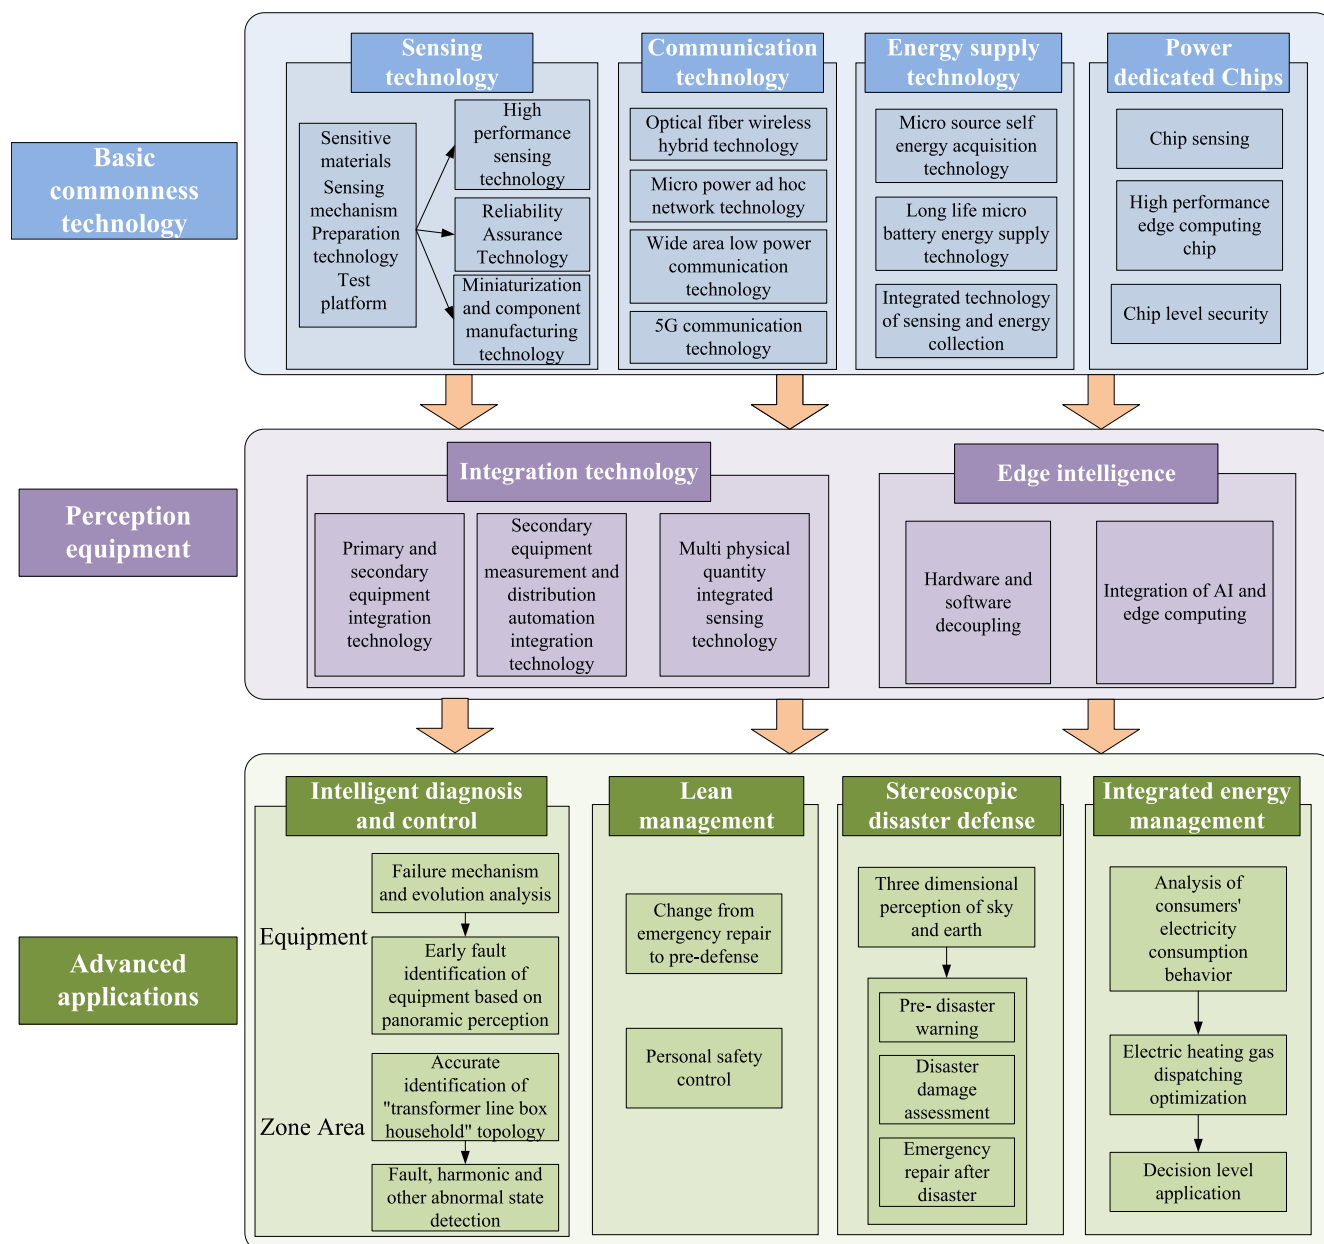 Basic
commonness
technology
Sensing
technology
Sensitive
materials
Sensing
mechanism
Preparation
technology
Test
platform
High
performance
sensing
technology
Reliability
Assurance
Technology
Miniaturization
and component
manufacturing
technology
Communication
technology
Optical fiber wireless
hybrid technology
Micro power ad hoc
network technology
Wide area low power
communication
technology
5G communication
technology
Energy supply
technology
Micro source self
energy acquisition
technology
Long life micro
battery energy supply
technology
Integrated technology
of sensing and energy
collection
Power
dedicated Chips
Chip sensing
High performance
edge computing
chip
Chip level security
Perception
equipment
Integration technology
Primary and
secondary
equipment
integration
technology
Secondary
equipment
measurement and
distribution
automation
integration
technology
Multi physical
quantity
integrated
sensing
technology
Edge intelligence
Hardware and
software
decoupling
Integration of AI and
edge computing
Advanced
applications
Intelligent diagnosis
and control
Equipment
Failure mechanism
and evolution analysis
Early fault
identification of
equipment based on
panoramic perception
Zone Area
Accurate
identification of
"transformer line box
household" topology
Fault, harmonic and
other abnormal state
detection
Lean
management
Change from
emergency repair
to pre-defense
Personal safety
control
Stereoscopic
disaster defense
Three dimensional
perception of sky
and earth
Pre- disaster
warning
Disaster
damage
assessment
Emergency
repair after
disaster
Integrated energy
management
Analysis of
consumers'
electricity
consumption
behavior
Electric heating gas
dispatching
optimization
Decision level
application